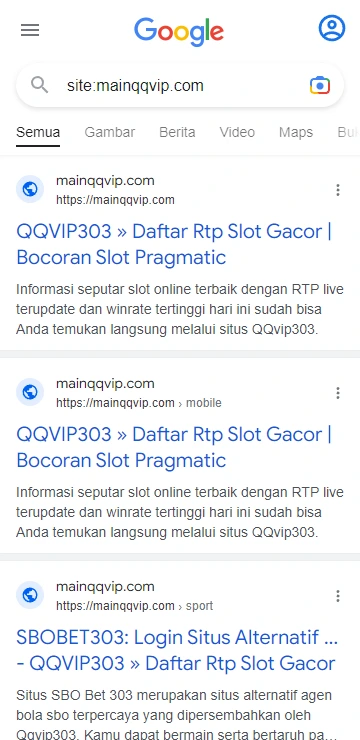 Google
site:mainqqvip.com
Semua Gambar Berita Video Maps
mainqqvip.com
https://mainqqvip.com
QQVIP303 » Daftar Rtp Slot Gacor |
Bocoran Slot Pragmatic
Informasi seputar slot online terbaik dengan RTP live
terupdate dan winrate tertinggi hari ini sudah bisa
Anda temukan langsung melalui situs QQvip303.
mainqqvip.com
https://mainqqvip.com › mobile
QQVIP303 » Daftar Rtp Slot Gacor |
Bocoran Slot Pragmatic
Informasi seputar slot online terbaik dengan RTP live
terupdate dan winrate tertinggi hari ini sudah bisa
Anda temukan langsung melalui situs QQvip303.
mainqqvip.com
https://mainqqvip.com › sport
SBOBET303: Login Situs Alternatif ...
- QQVIP303 » Daftar Rtp Slot Gacor
Situs SBO Bet 303 merupakan situs alternatif agen
bola sbo terpercaya yang dipersembahkan oleh
Qqvip303. Kamu dapat bermain serta bertaruh pa...